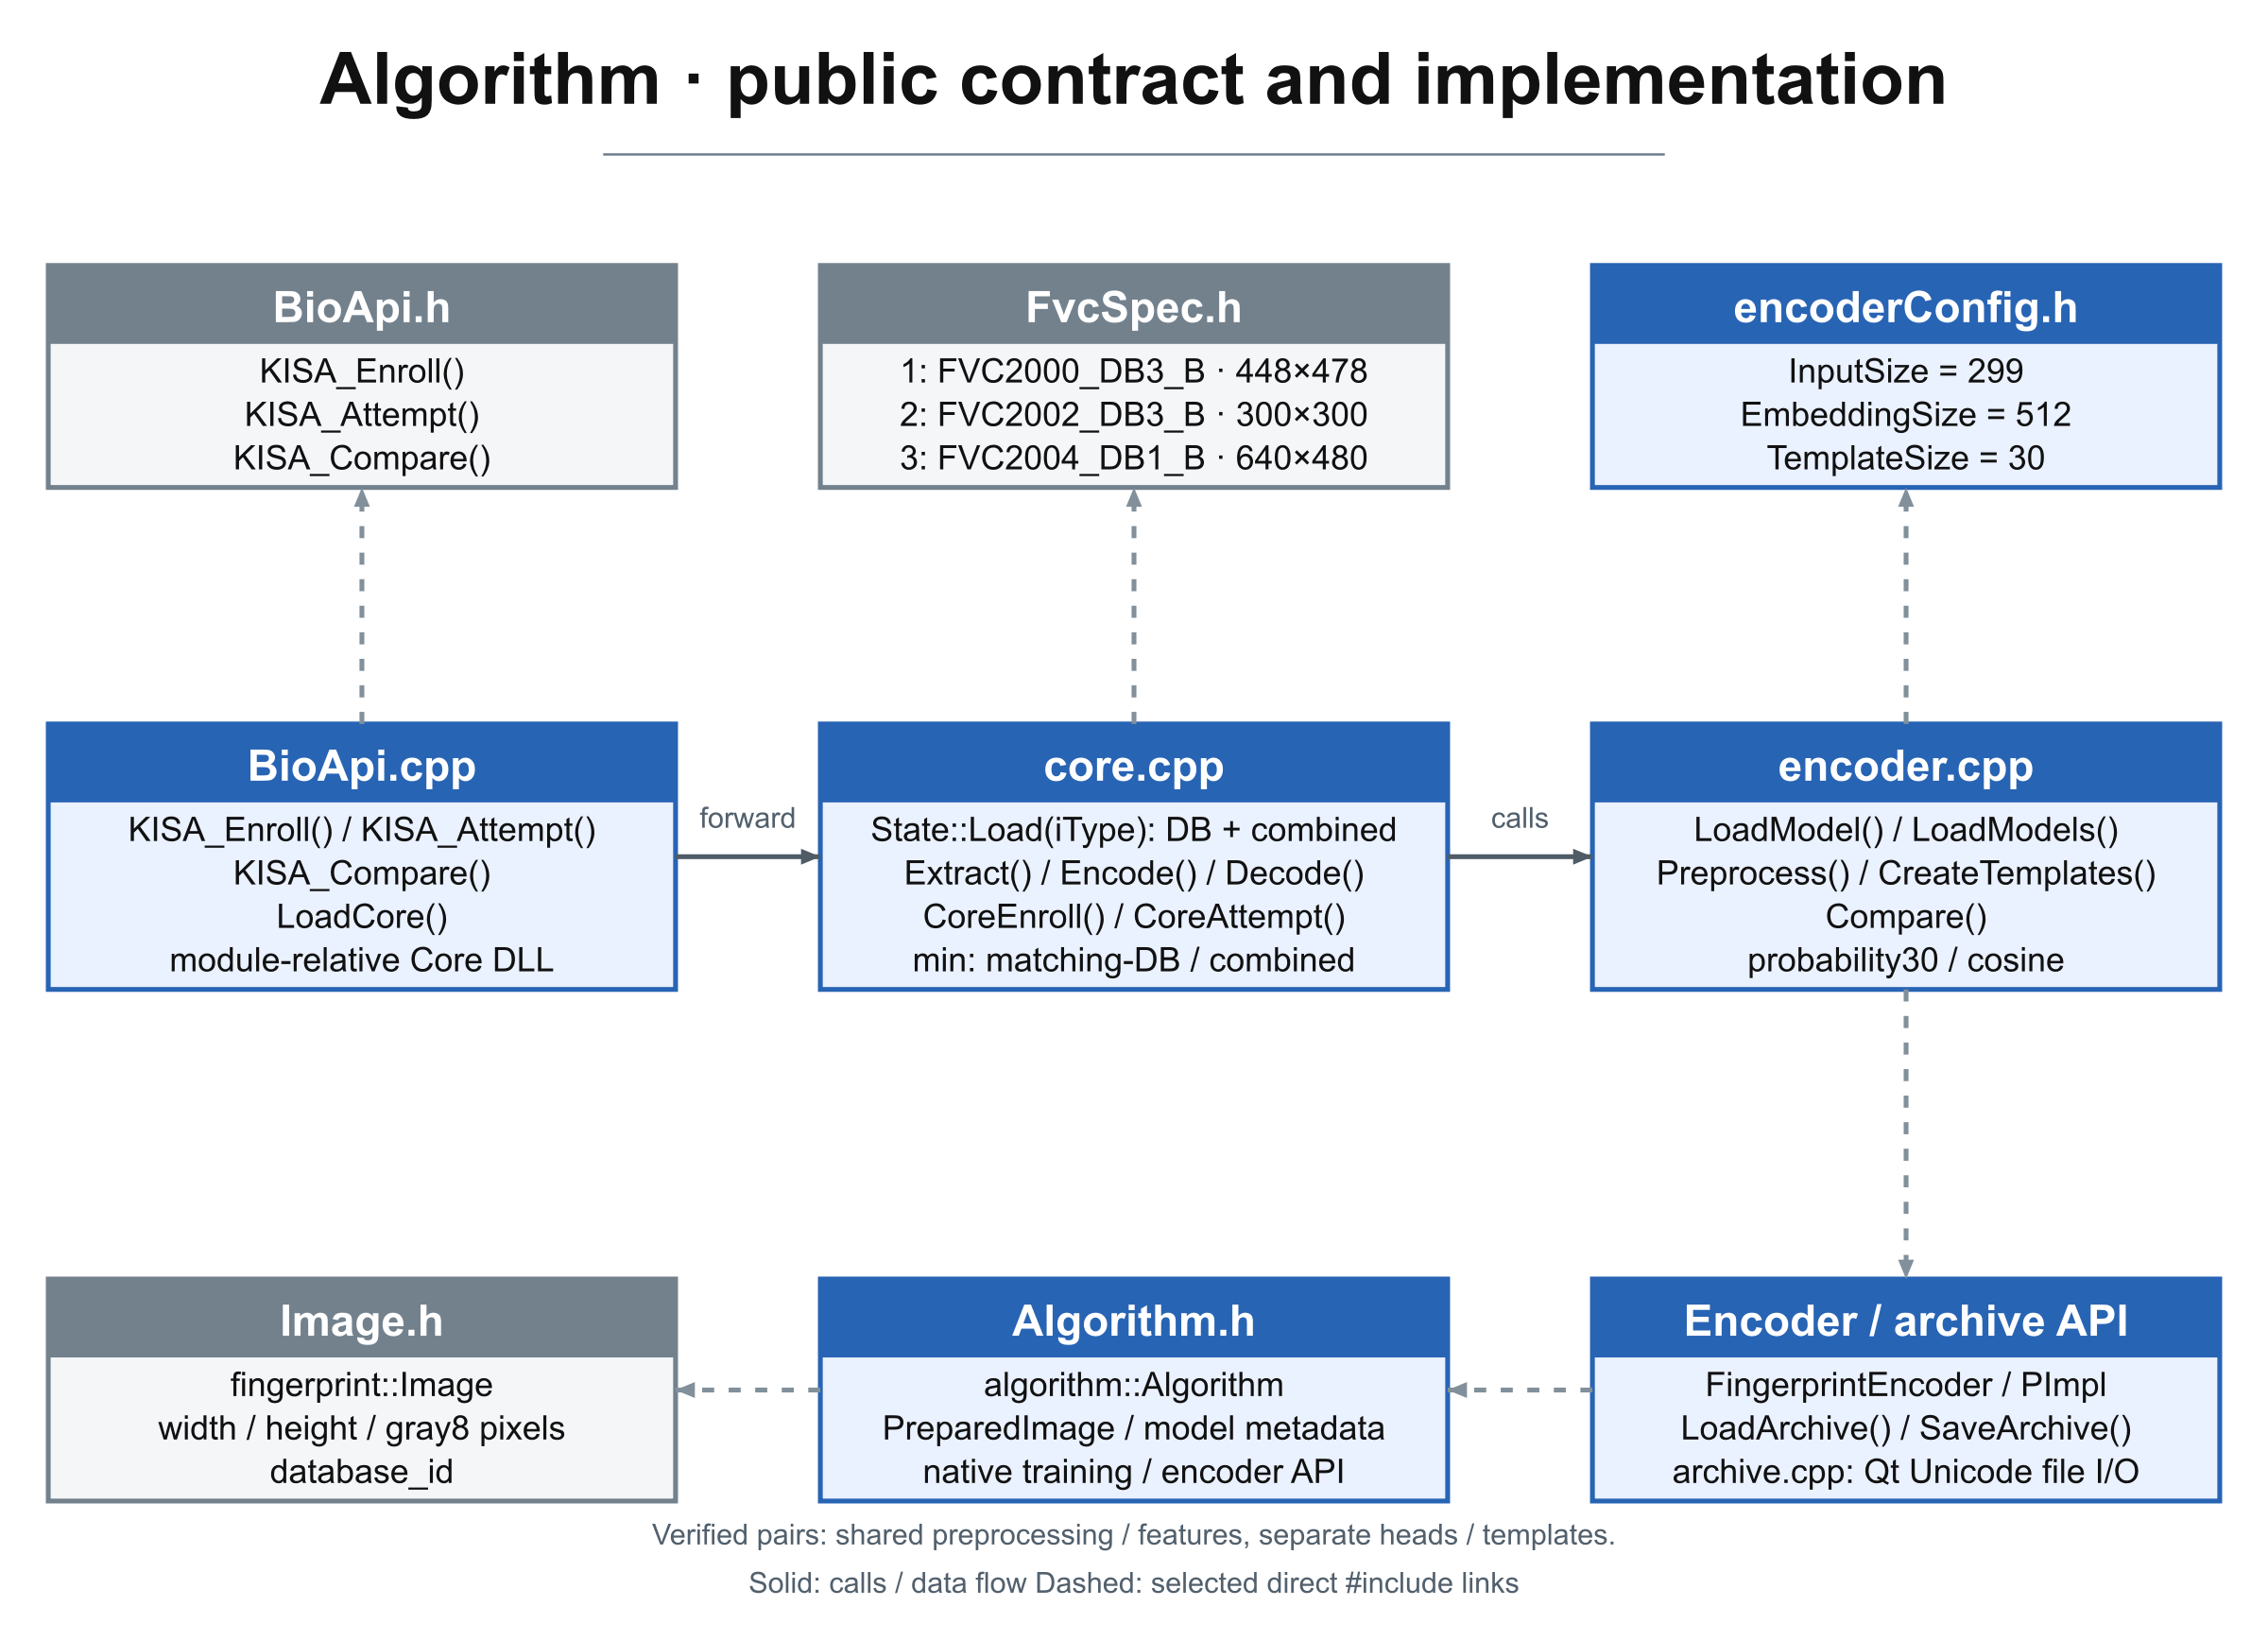 Algorithm · public contract and implementation
BioApi.h
KISA_Enroll()
KISA_Attempt()
KISA_Compare()
FvcSpec.h
1: FVC2000_DB3_B · 448×478
2: FVC2002_DB3_B · 300×300
3: FVC2004_DB1_B · 640×480
encoderConfig.h
InputSize = 299
EmbeddingSize = 512
TemplateSize = 30
BioApi.cpp
KISA_Enroll() / KISA_Attempt()
KISA_Compare()
LoadCore()
module-relative Core DLL
forward
core.cpp
State::Load(iType): DB + combined
Extract() / Encode() / Decode()
CoreEnroll() / CoreAttempt()
min: matching-DB / combined
calls
encoder.cpp
LoadModel() / LoadModels()
Preprocess() / CreateTemplates()
Compare()
probability30 / cosine
Image.h
fingerprint::Image
width / height / gray8 pixels
database_id
Algorithm.h
algorithm::Algorithm
PreparedImage / model metadata
native training / encoder API
Encoder / archive API
FingerprintEncoder / PImpl
LoadArchive() / SaveArchive()
archive.cpp: Qt Unicode file I/O
Verified pairs: shared preprocessing / features, separate heads / templates.
Solid: calls / data flow Dashed: selected direct #include links